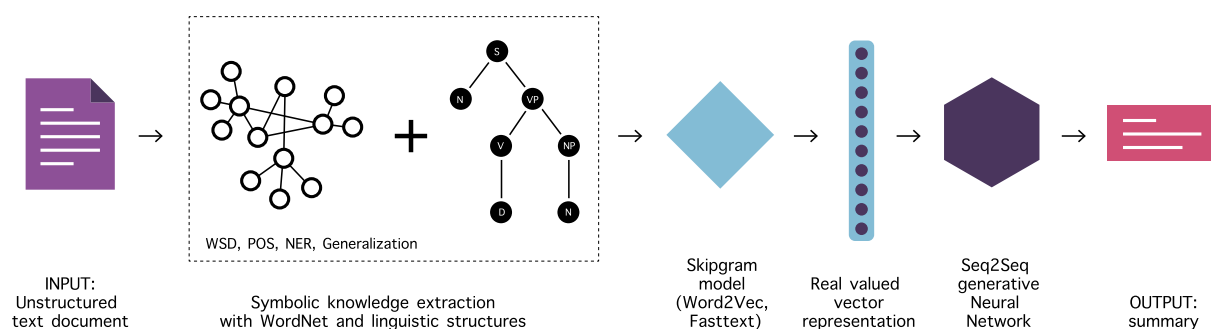 S
N
VP
V
NP
D
N
WSD, POS, NER, Generalization
INPUT:
Unstructured
text document
Symbolic knowledge extraction
with WordNet and linguistic structures
Skipgram
model
(Word2Vec,
Fasttext)
Real valued
vector
representation
Seq2Seq
generative
Neural
Network
OUTPUT:
summary